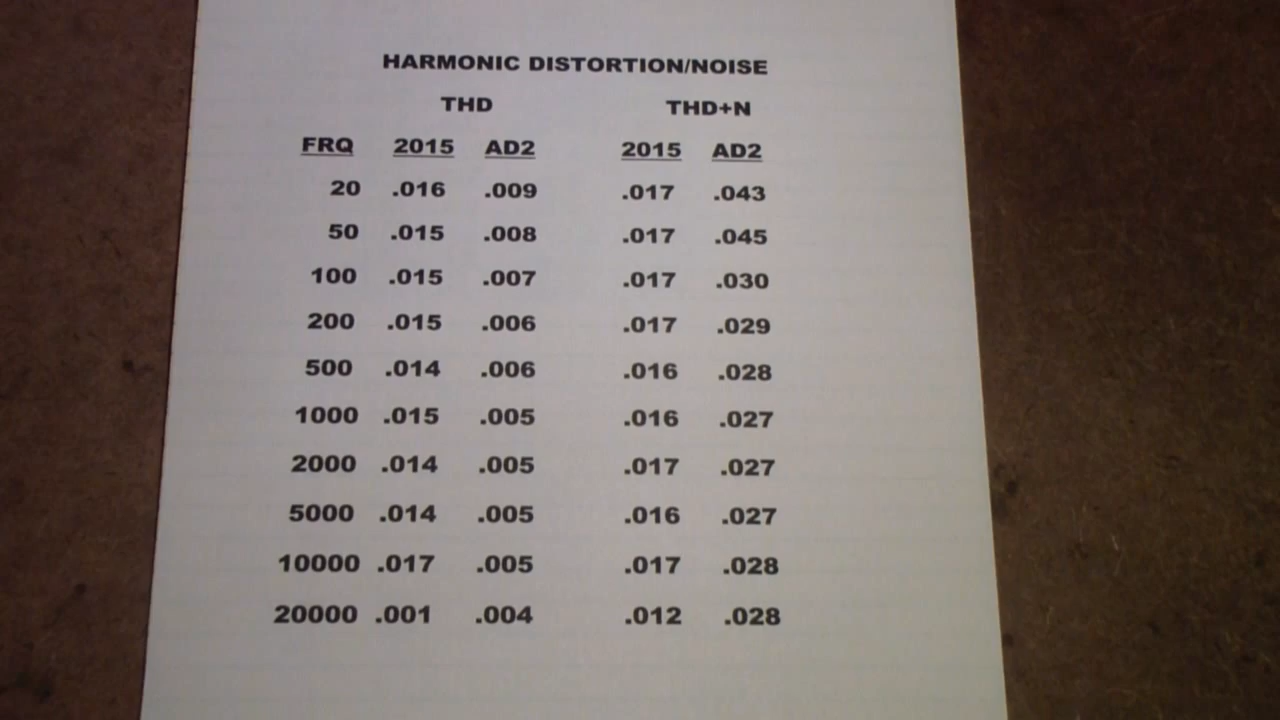 HARMONIC DISTORTION/NOISE
THD THD+N
FRQ 2015 AD2 2015 AD2
20 .016 .009 .017 .043
50 .015 .008 .017 .045
100 .015 .007 .017 .030
200 .015 .006 .017 .029
500 .014 .006 .016 .028
1000 .015 .005 .016 .027
2000 .014 .005 .017 .027
5000 .014 .005 .016 .027
10000 .017 .005 .017 .028
20000 .001 .004 .012 .028